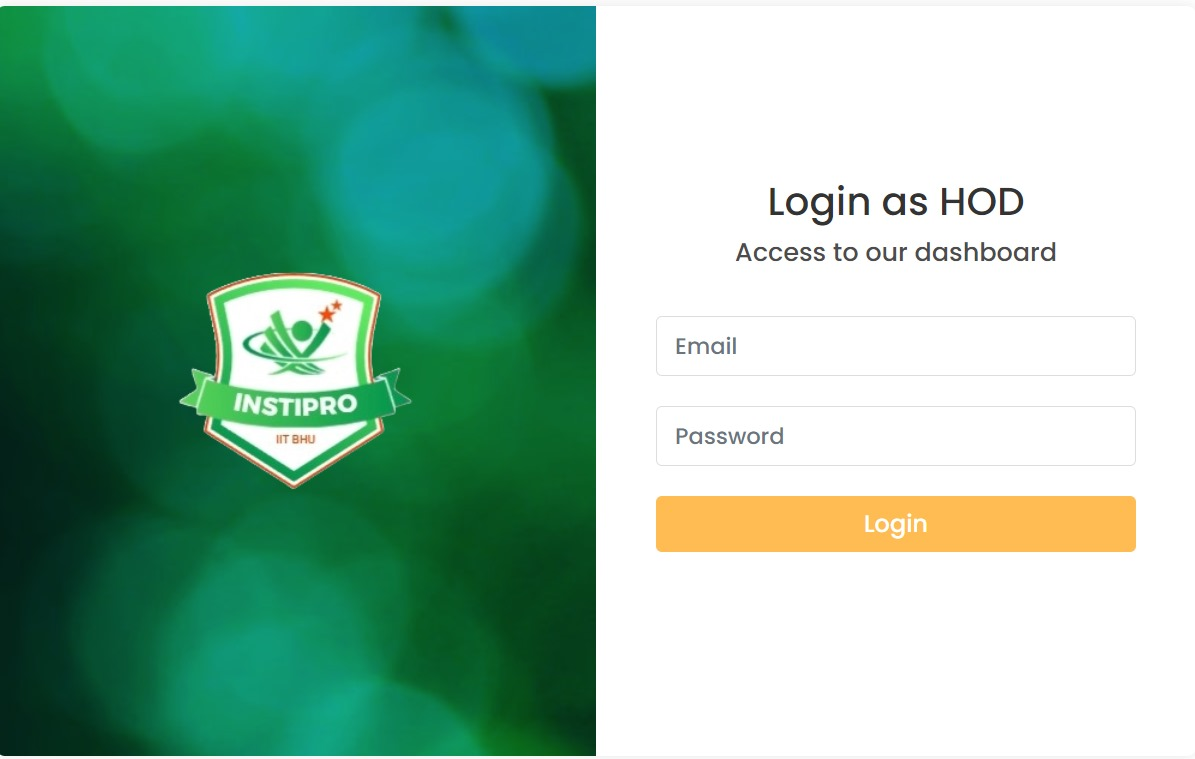 INSTIPRO
IIT BHU
Login as HOD
Access to our dashboard
Email
Password
Login